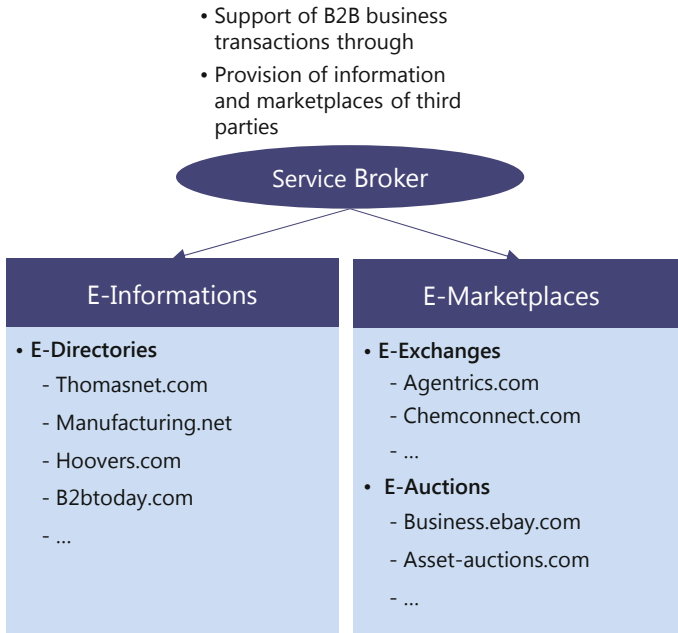 • Support of B2B business
transactions through
• Provision of information
and marketplaces of third
parties
Service Broker
E-Informations
• E-Directories
- Thomasnet.com
- Manufacturing.net
- Hoovers.com
- B2btoday.com
- ...
E-Marketplaces
• E-Exchanges
- Agentrics.com
- Chemconnect.com
- ...
• E-Auctions
- Business.ebay.com
- Asset-auctions.com
- ...